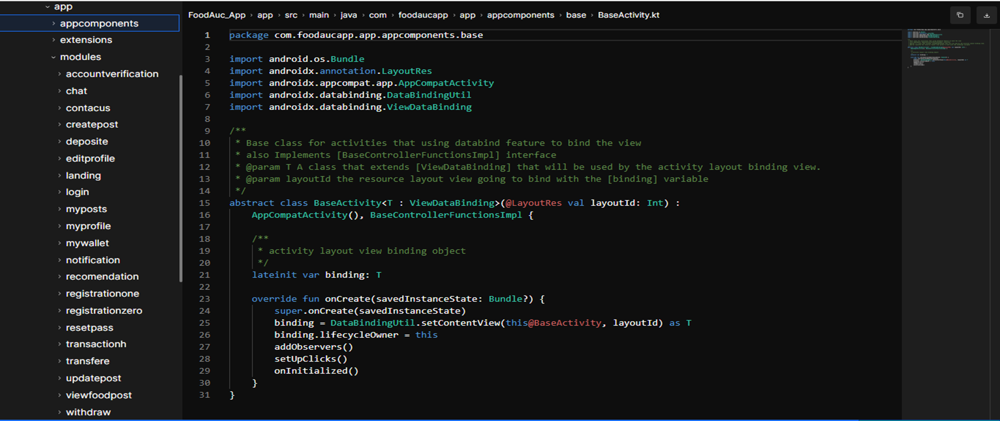 app
appcomponents
extensions
modules
accountverification
chat
contacus
createpost
deposite
editprofile
landing
login
myposts
myprofile
mywallet
notification
recomendation
registrationone
registrationzero
resetpass
transactionh
transfere
updatepost
viewfoodpost
withdraw
FoodAuc_App › app › src › main › java › com › foodaucapp › app › appcomponents › base › BaseActivity.kt
1 package com.foodaucapp.app.appcomponents.base
2
3 import android.os.Bundle
4 import androidx.annotation.LayoutRes
5 import androidx.appcompat.app.AppCompatActivity
6 import androidx.databinding.DataBindingUtil
7 import androidx.databinding.ViewDataBinding
8
9 /**
10 * Base class for activities that using databind feature to bind the view
11 * also Implements [BaseControllerFunctionsImpl] interface
12 * @param T A class that extends [ViewDataBinding] that will be used by the activity layout binding view.
13 * @param layoutId the resource layout view going to bind with the [binding] variable
14 */
15 abstract class BaseActivity<T : ViewDataBinding>(@LayoutRes val layoutId: Int) :
16 AppCompatActivity(), BaseControllerFunctionsImpl {
17
18 /**
19 * activity layout view binding object
20 */
21 lateinit var binding: T
22
23 override fun onCreate(savedInstanceState: Bundle?) {
24 super.onCreate(savedInstanceState)
25 binding = DataBindingUtil.setContentView(this@BaseActivity, layoutId) as T
26 binding.lifecycleOwner = this
27 addObservers()
28 setUpClicks()
29 onInitialized()
30 }
31 }